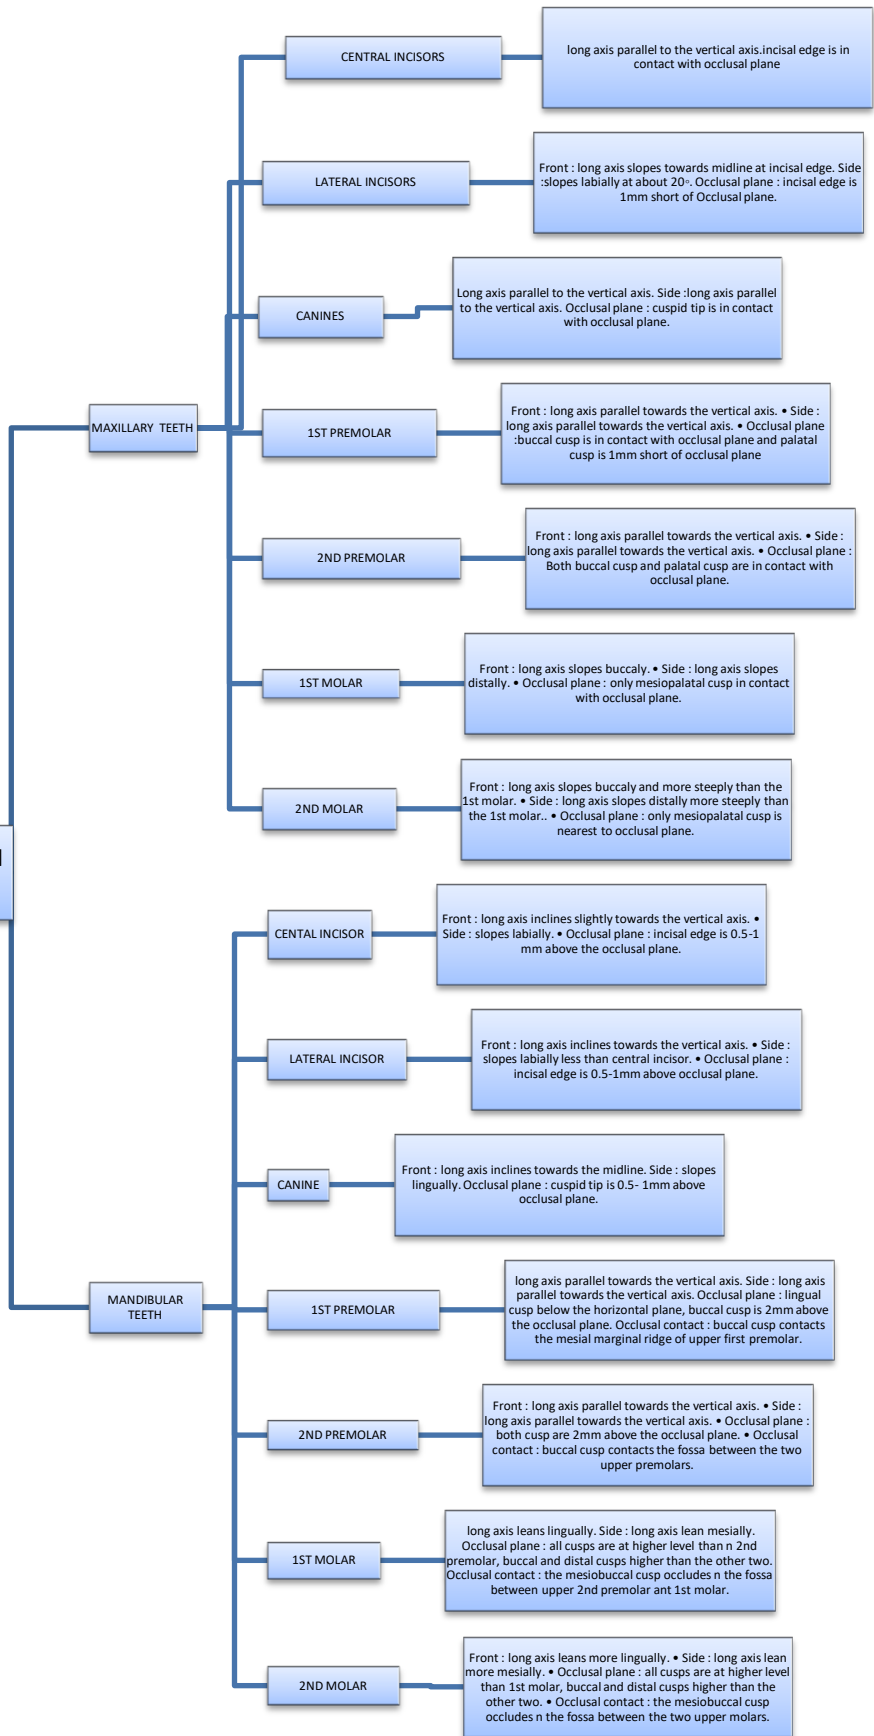 CENTRAL INCISORS
long axis parallel to the vertical axis.incisal edge is in
contact with occlusal plane
LATERAL INCISORS
Front : long axis slopes towards midline at incisal edge. Side
:slopes labially at about 20◦. Occlusal plane : incisal edge is
1mm short of Occlusal plane.
CANINES
Long axis parallel to the vertical axis. Side :long axis parallel
to the vertical axis. Occlusal plane : cuspid tip is in contact
with occlusal plane.
MAXILLARY TEETH
1ST PREMOLAR
Front : long axis parallel towards the vertical axis. • Side :
long axis parallel towards the vertical axis. • Occlusal plane
:buccal cusp is in contact with occlusal plane and palatal
cusp is 1mm short of occlusal plane
2ND PREMOLAR
Front : long axis parallel towards the vertical axis. • Side :
long axis parallel towards the vertical axis. • Occlusal plane :
Both buccal cusp and palatal cusp are in contact with
occlusal plane.
1ST MOLAR
Front : long axis slopes buccaly. • Side : long axis slopes
distally. • Occlusal plane : only mesiopalatal cusp in contact
with occlusal plane.
2ND MOLAR
Front : long axis slopes buccaly and more steeply than the
1st molar. • Side : long axis slopes distally more steeply than
the 1st molar.. • Occlusal plane : only mesiopalatal cusp is
nearest to occlusal plane.
CENTAL INCISOR
Front : long axis inclines slightly towards the vertical axis. •
Side : slopes labially. • Occlusal plane : incisal edge is 0.5-1
mm above the occlusal plane.
LATERAL INCISOR
Front : long axis inclines towards the vertical axis. • Side :
slopes labially less than central incisor. • Occlusal plane :
incisal edge is 0.5-1mm above occlusal plane.
CANINE
Front : long axis inclines towards the midline. Side : slopes
lingually. Occlusal plane : cuspid tip is 0.5- 1mm above
occlusal plane.
MANDIBULAR
TEETH
1ST PREMOLAR
long axis parallel towards the vertical axis. Side : long axis
parallel towards the vertical axis. Occlusal plane : lingual
cusp below the horizontal plane, buccal cusp is 2mm above
the occlusal plane. Occlusal contact : buccal cusp contacts
the mesial marginal ridge of upper first premolar.
2ND PREMOLAR
Front : long axis parallel towards the vertical axis. • Side :
long axis parallel towards the vertical axis. • Occlusal plane :
both cusp are 2mm above the occlusal plane. • Occlusal
contact : buccal cusp contacts the fossa between the two
upper premolars.
1ST MOLAR
long axis leans lingually. Side : long axis lean mesially.
Occlusal plane : all cusps are at higher level than n 2nd
premolar, buccal and distal cusps higher than the other two.
Occlusal contact : the mesiobuccal cusp occludes n the fossa
between upper 2nd premolar ant 1st molar.
2ND MOLAR
Front : long axis leans more lingually. • Side : long axis lean
more mesially. • Occlusal plane : all cusps are at higher level
than 1st molar, buccal and distal cusps higher than the
other two. • Occlusal contact : the mesiobuccal cusp
occludes n the fossa between the two upper molars.